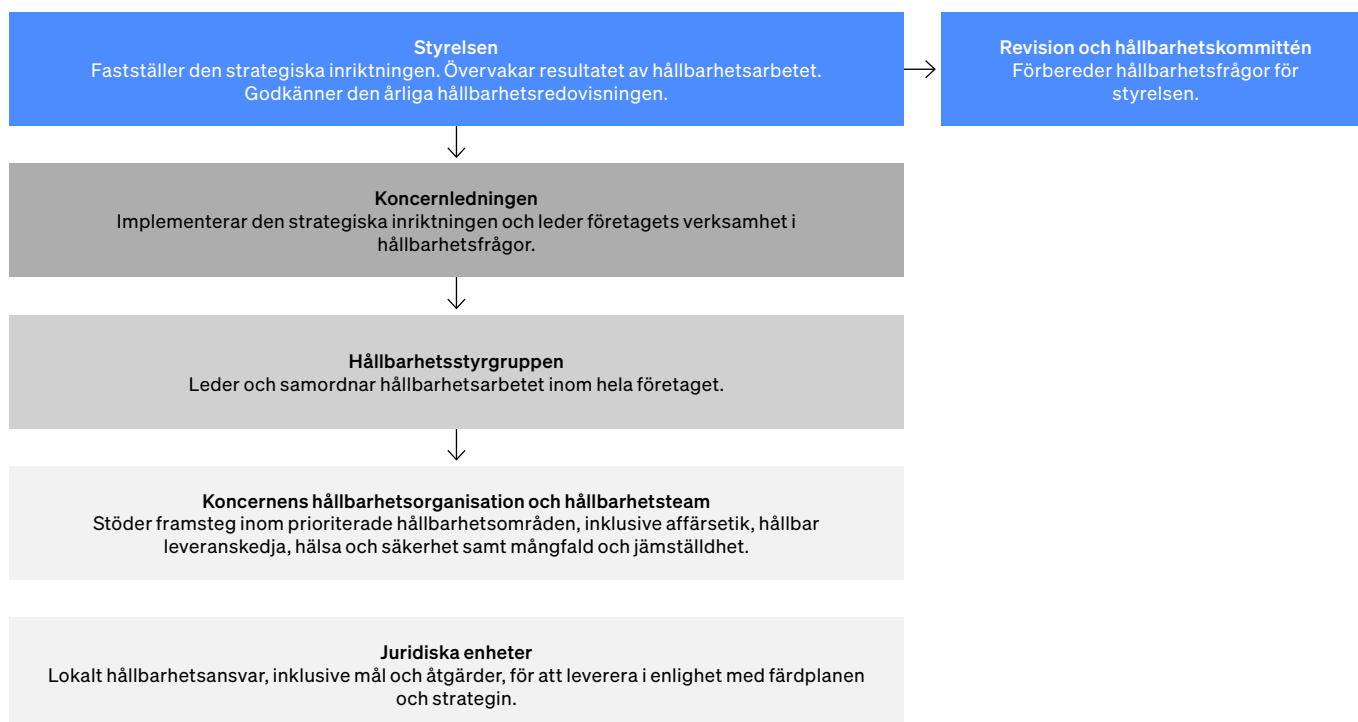 Styrelsen
Fastställer den strategiska inriktningen. Övervakar resultatet av hållbarhetsarbetet.
Godkänner den årliga hållbarhetsredovisningen.
Revision och hållbarhetskommittén
Förbereder hållbarhetsfrågor för
styrelsen.
Koncernledningen
Implementerar den strategiska inriktningen och leder företagets verksamhet i
hållbarhetsfrågor.
Hållbarhetsstyrgruppen
Leder och samordnar hållbarhetsarbetet inom hela företaget.
Koncernens hållbarhetsorganisation och hållbarhetsteam
Stöder framsteg inom prioriterade hållbarhetsområden, inklusive affärsetik, hållbar
leveranskedja, hälsa och säkerhet samt mångfald och jämställdhet.
Juridiska enheter
Lokalt hållbarhetsansvar, inklusive mål och åtgärder, för att leverera i enlighet med färdplanen
och strategin.